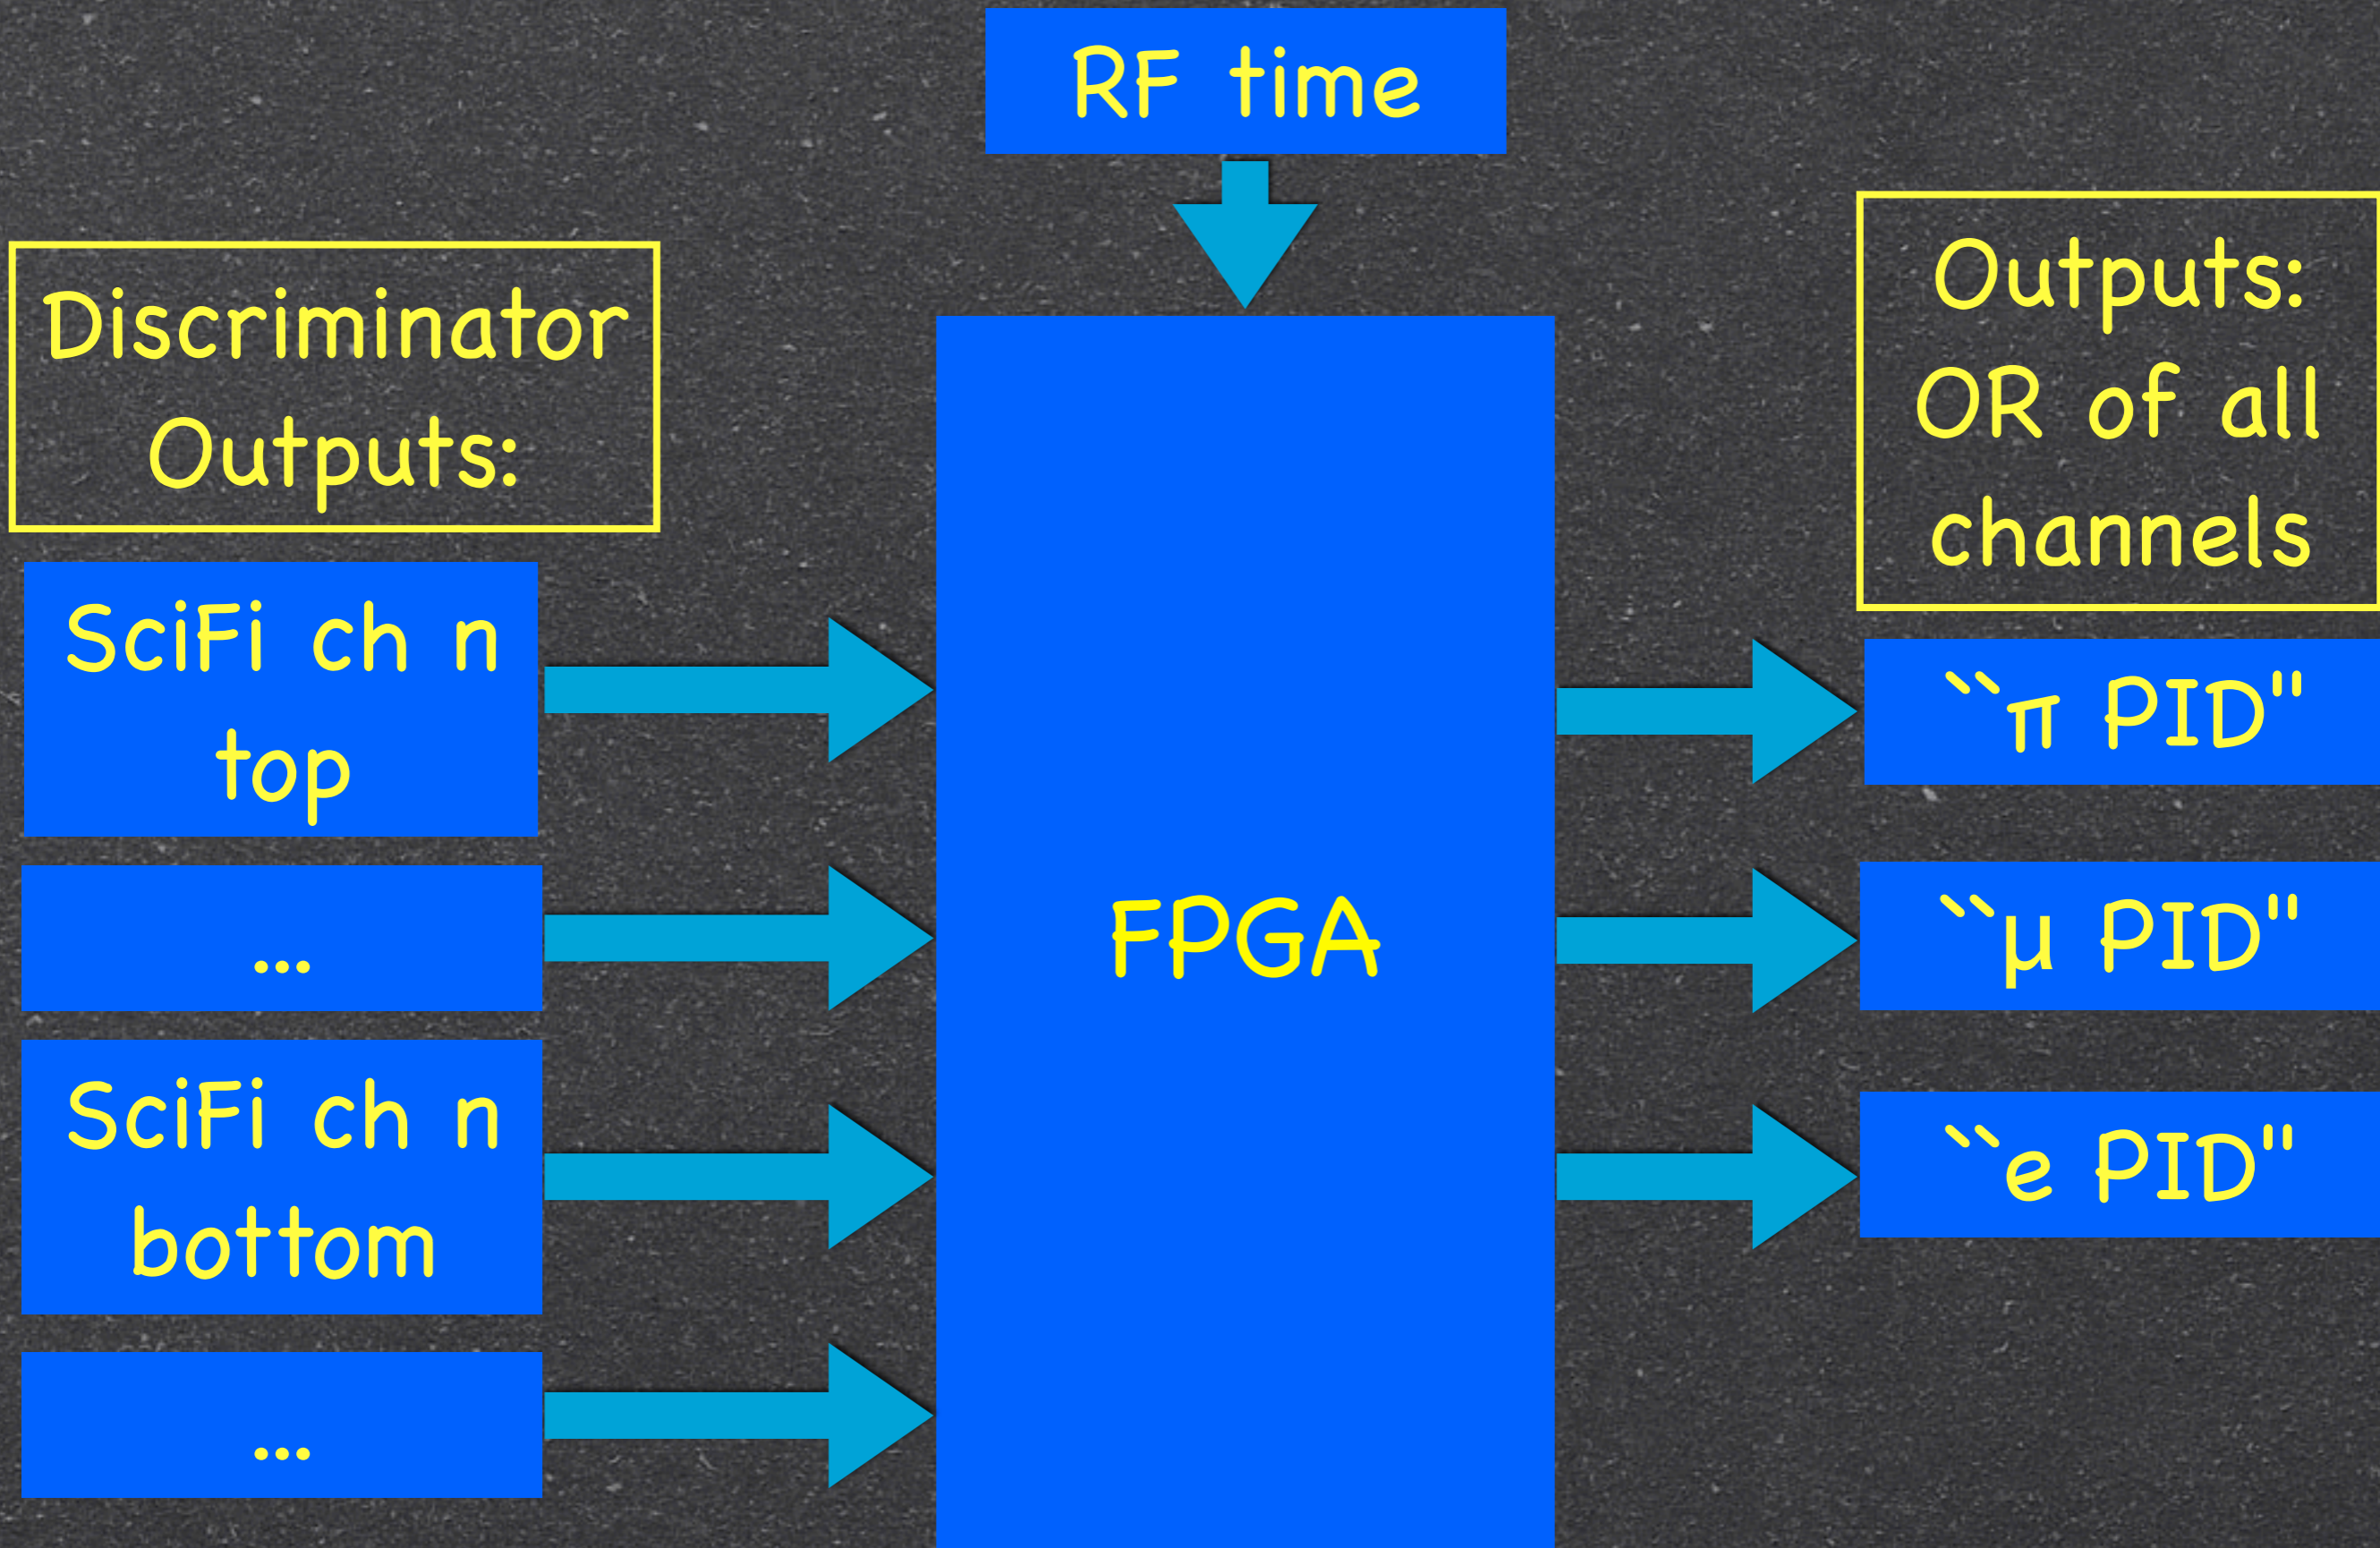 RF time
Discriminator
Outputs:
SciFi ch n
top
...
SciFi ch n
bottom
...
FPGA
Outputs:
OR of all
channels
``π PID"
``μ PID"
``e PID"